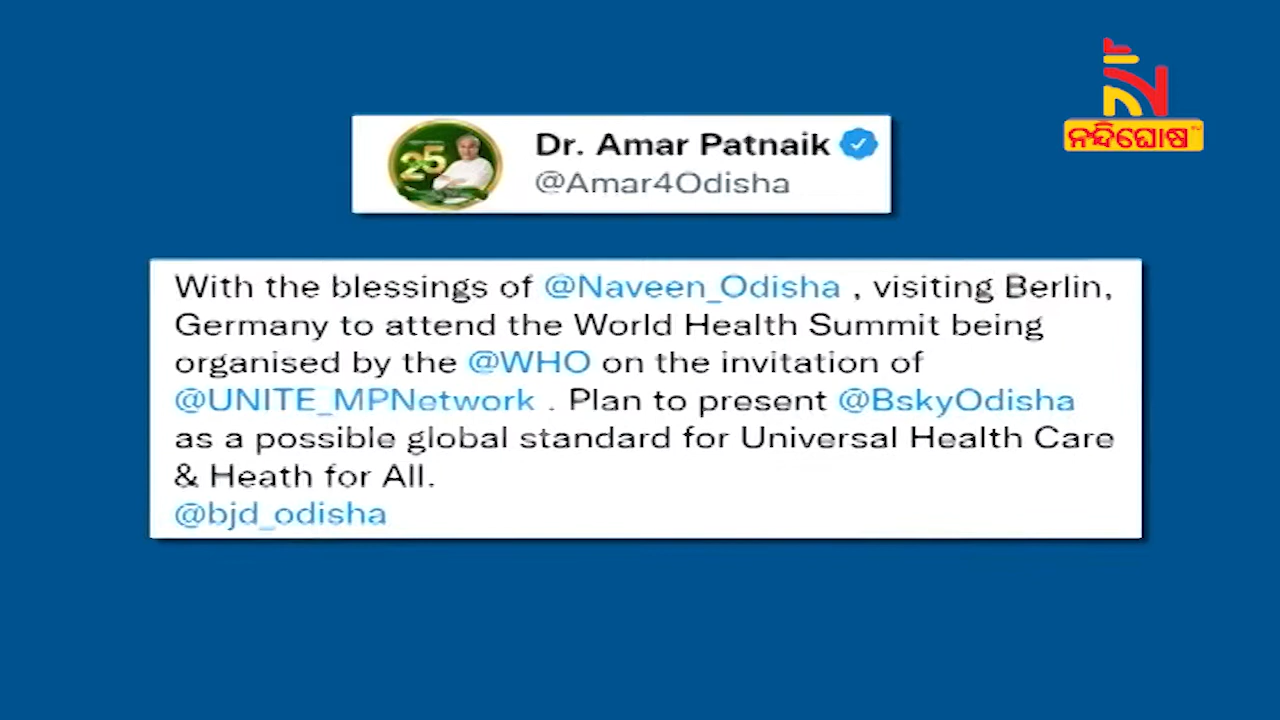 ନନ୍ଦିଘୋଷ
Dr. Amar Patnaik
@Amar4Odisha
25
With the blessings of @Naveen_Odisha , visiting Berlin,
Germany to attend the World Health Summit being
organised by the @WHO on the invitation of
@UNITE_MPNetwork . Plan to present @BskyOdisha
as a possible global standard for Universal Health Care
& Heath for All.
@bjd_odisha